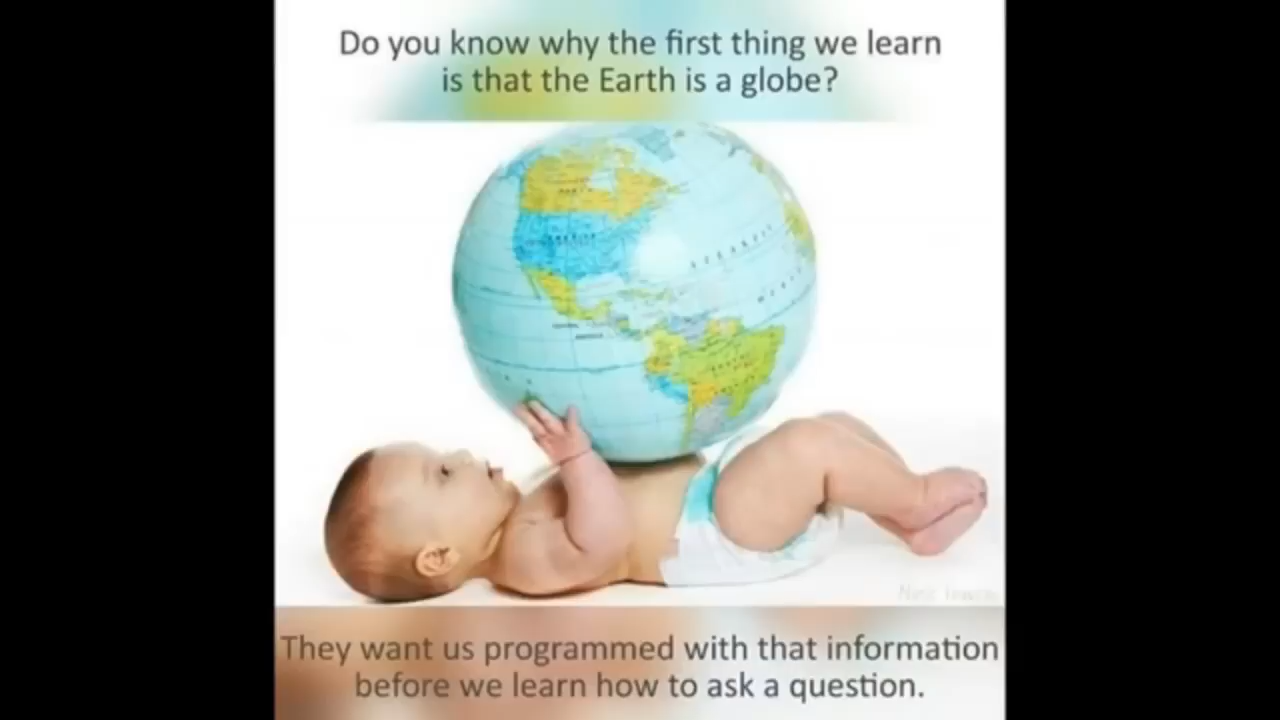 Do you know why the first thing we learn
is that the Earth is a globe?
They want us programmed with that information
before we learn how to ask a question.